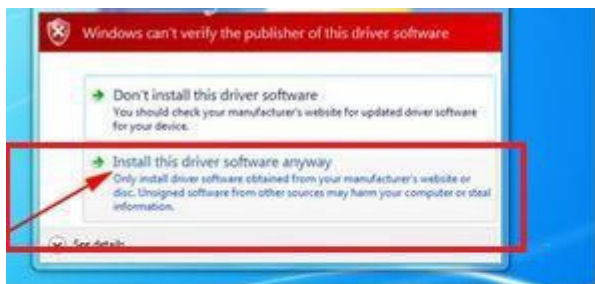 Windows can't verify the publisher of this driver software
Don't install this driver software
You should check your manufacturer's website for updated driver software
for your device.
Install this driver software anyway
Only install driver software obtained from your manufacturer's website or
disc. Unsigned software from other sources may harm your computer or steal
information.
See details